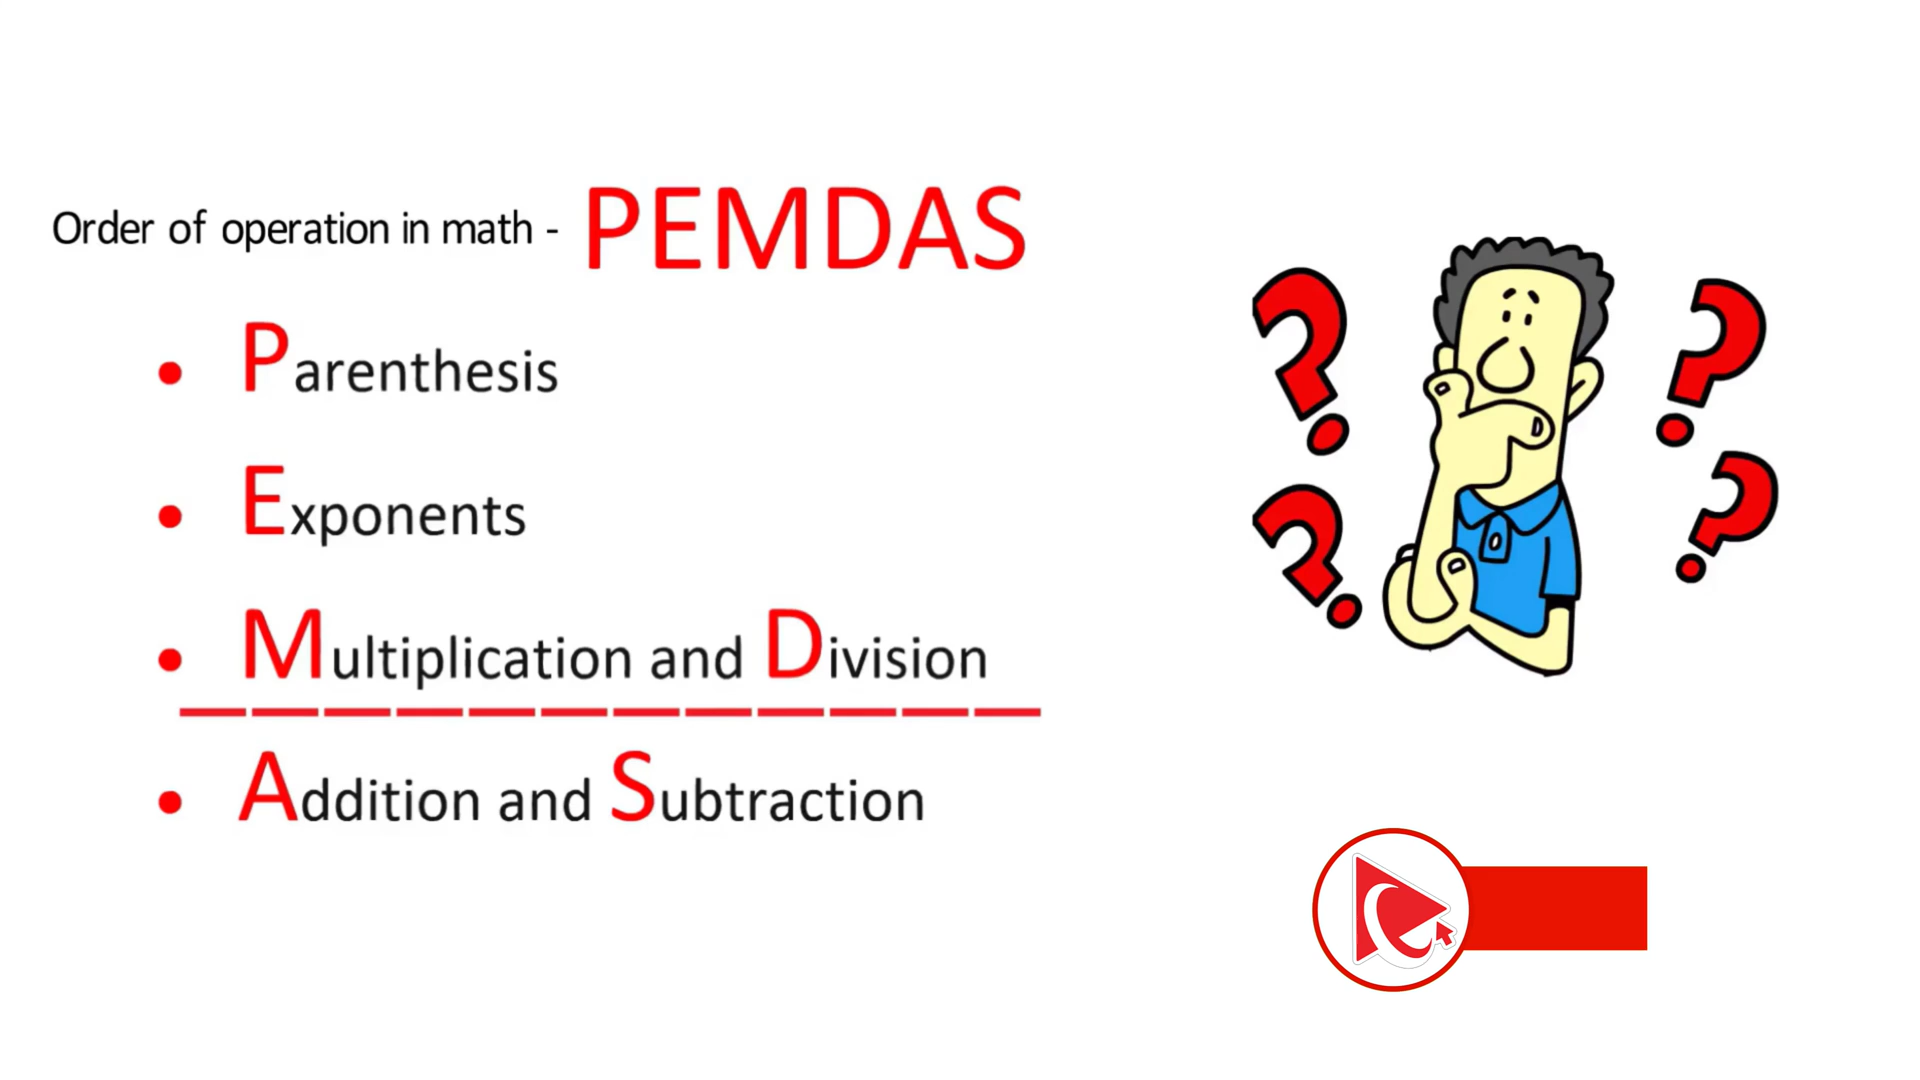 Order of operation in math - PEMDAS
• Parenthesis
• Exponents
• Multiplication and Division
• Addition and Subtraction